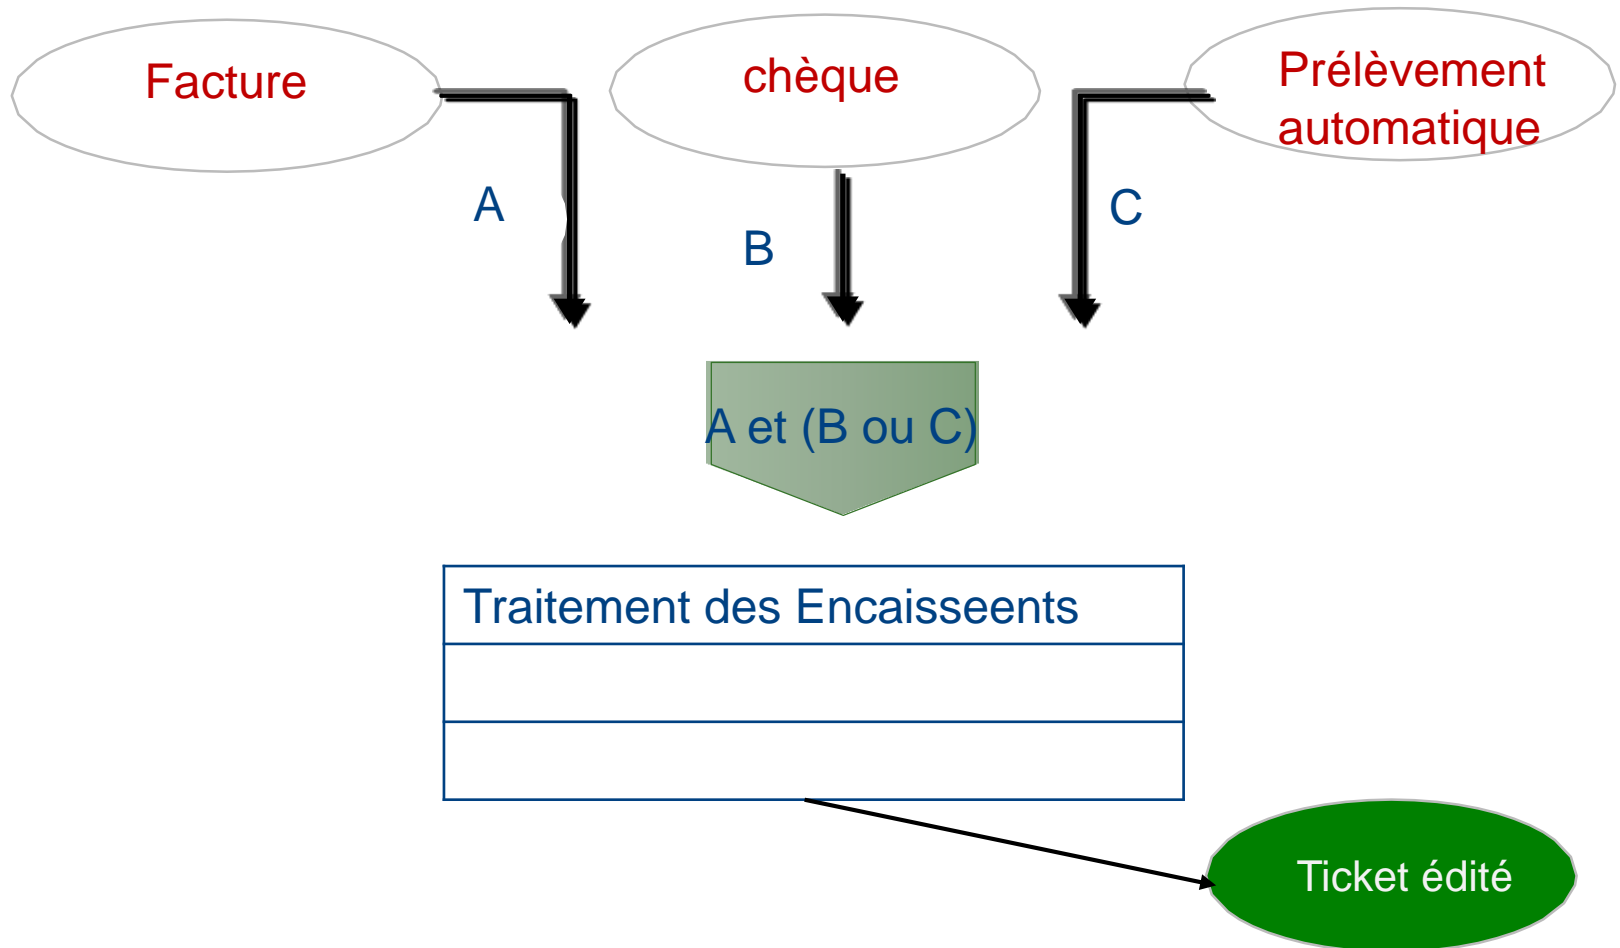 Facture
chèque
Prélèvement
automatique
A
B
C
A et (B ou C)
Traitement des Encaisseents
Ticket édité